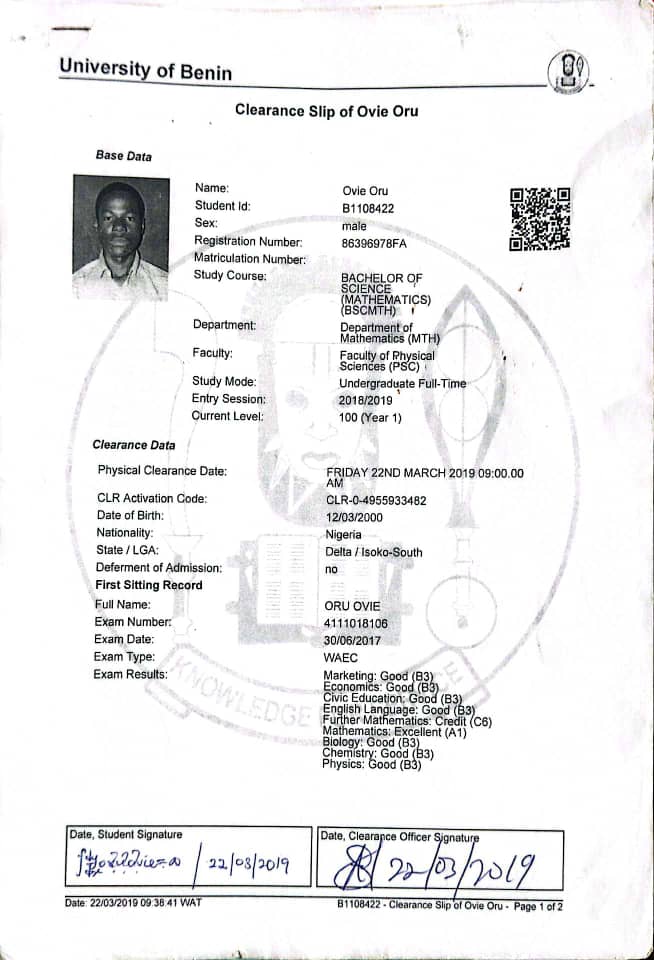 University of Benin
Clearance Slip of Ovie Oru
Base Data
Name: Ovie Oru
Student Id: B1108422
Sex: male
Registration Number: 86396978FA
Matriculation Number:
Study Course: BACHELOR OF
SCIENCE
(MATHEMATICS)
(BSCMTH)
Department: Department of
Mathematics (MTH)
Faculty: Faculty of Physical
Sciences (PSC)
Study Mode: Undergraduate Full-Time
Entry Session: 2018/2019
Current Level: 100 (Year 1)
Clearance Data
Physical Clearance Date: FRIDAY 22ND MARCH 2019 09:00.00
AM
CLR Activation Code: CLR-0-4955933482
Date of Birth: 12/03/2000
Nationality: Nigeria
State / LGA: Delta / Isoko-South
Deferment of Admission: no
First Sitting Record
Full Name: ORU OVIE
Exam Number: 4111018106
Exam Date: 30/06/2017
Exam Type: WAEC
Exam Results: Marketing: Good (B3)
Economics: Good (B3)
Civic Education: Good (B3)
English Language: Good (B3)
Further Mathematics: Credit (C6)
Mathematics: Excellent (A1)
Biology: Good (B3)
Chemistry: Good (B3)
Physics: Good (B3)
KNOWLEDGE
Date, Student Signature
22/03/2019
Date, Clearance Officer Signature
22/03/2019
Date: 22/03/2019 09:38:41 WAT
B1108422 - Clearance Slip of Ovie Oru - Page 1 of 2